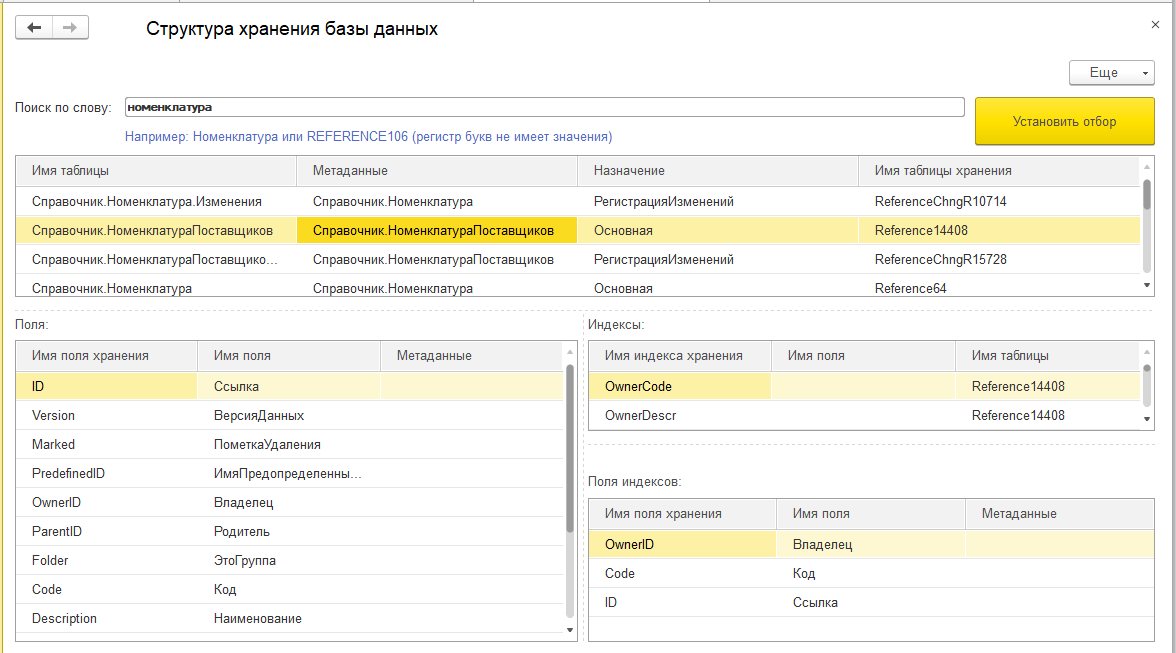 Структура хранения базы данных
Еще
Поиск по слову: номенклатура
Установить отбор
Например: Номенклатура или REFERENCE106 (регистр букв не имеет значения)
Имя таблицы Метаданные Назначение Имя таблицы хранения
Справочник.Номенклатура.Изменения Справочник.Номенклатура РегистрацияИзменений ReferenceChngR10714
Справочник.НоменклатураПоставщиков Справочник.НоменклатураПоставщиков Основная Reference14408
Справочник.НоменклатураПоставщико... Справочник.НоменклатураПоставщиков РегистрацияИзменений ReferenceChngR15728
Справочник.Номенклатура Справочник.Номенклатура Основная Reference64
Поля:
Имя поля хранения Имя поля Метаданные
ID Ссылка
Version ВерсияДанных
Marked ПометкаУдаления
PredefinedID ИмяПредопределенны...
OwnerID Владелец
ParentID Родитель
Folder ЭтоГруппа
Code Код
Description Наименование
Индексы:
Имя индекса хранения Имя поля Имя таблицы
OwnerCode Reference14408
OwnerDescr Reference14408
Поля индексов:
Имя поля хранения Имя поля Метаданные
OwnerID Владелец
Code Код
ID Ссылка